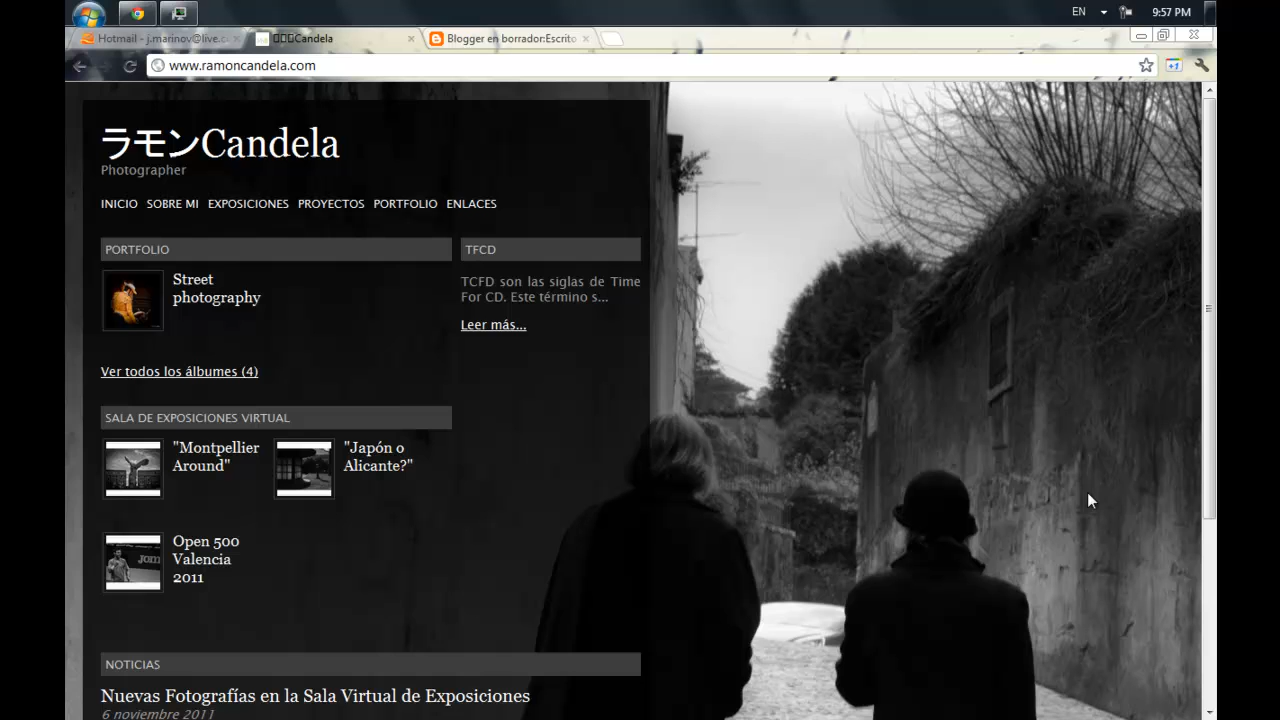 EN
9:57 PM
Hotmail - j.marinov@live.c
Candela
Blogger en borrador:Escrito
www.ramoncandela.com
+1
ラモンCandela
Photographer
INICIO SOBRE MI EXPOSICIONES PROYECTOS PORTFOLIO ENLACES
PORTFOLIO
Street
photography
Ver todos los álbumes (4)
TFCD
TCFD son las siglas de Time
For CD. Este término s...
Leer más...
SALA DE EXPOSICIONES VIRTUAL
"Montpellier
Around"
"Japón o
Alicante?"
Open 500
Valencia
2011
NOTICIAS
Nuevas Fotografías en la Sala Virtual de Exposiciones
6 noviembre 2011